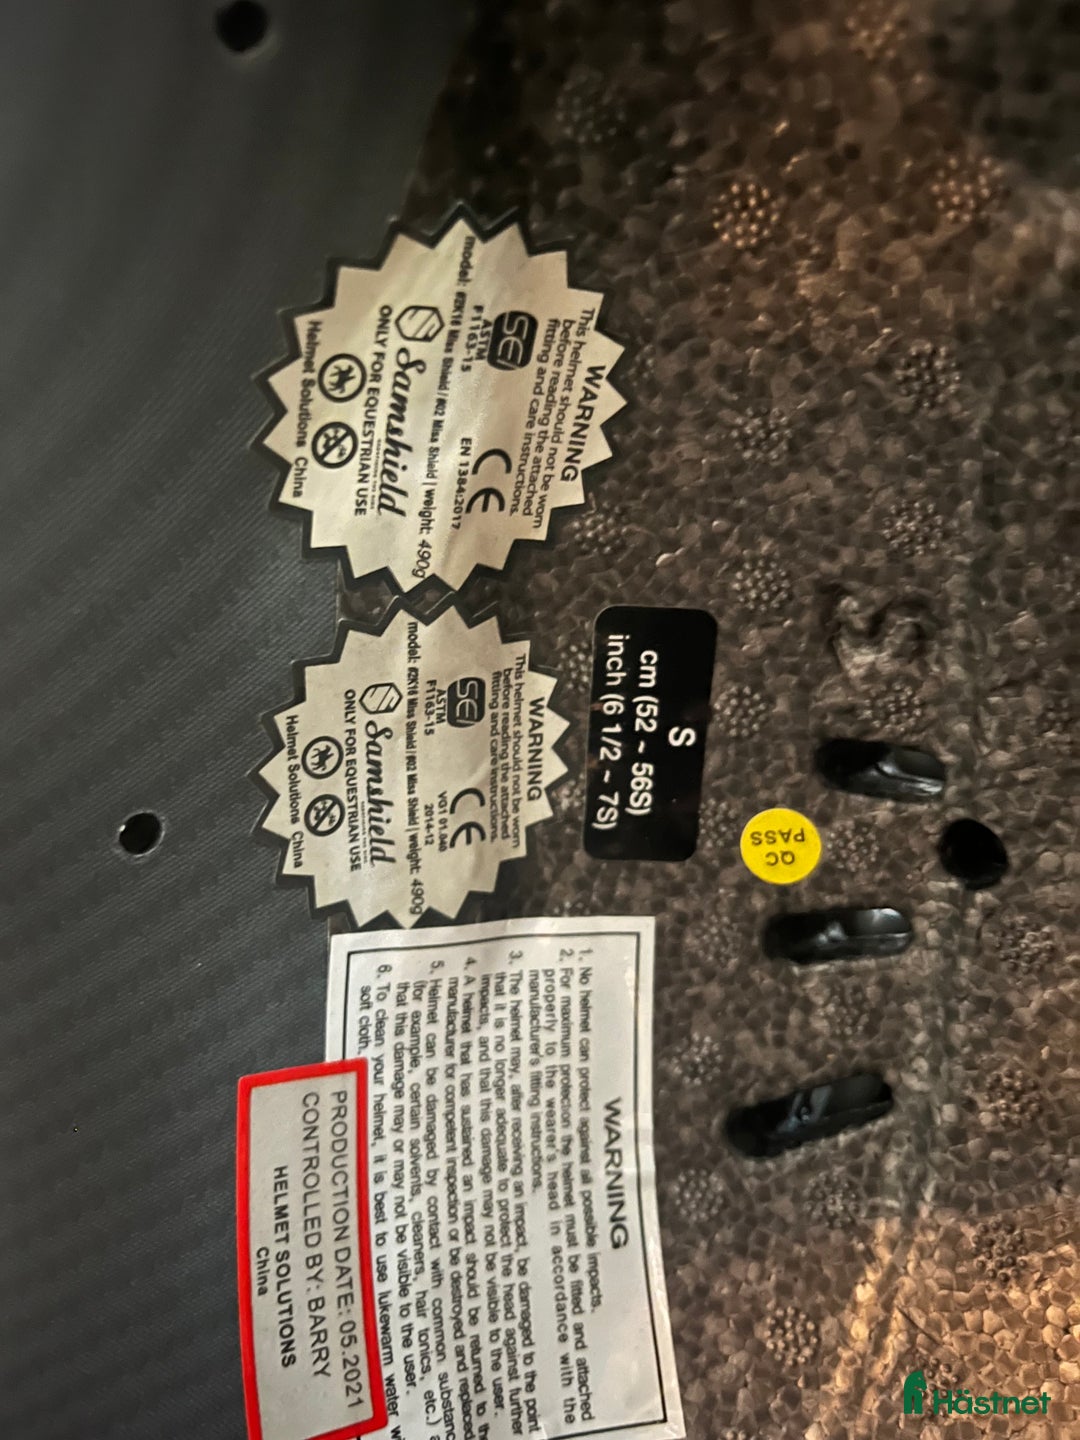 WARNING
This helmet should not be worn
before reading the attached
fitting and care instructions.
SEI
ASTM
F1163-15
CE
EN 1384:2017
model: #2K16 Miss Shield / #02 Miss Shield | weight: 490g
Samshield
ONLY FOR EQUESTRIAN USE
Helmet Solutions China
WARNING
This helmet should not be worn
before reading the attached
fitting and care instructions.
SEI
ASTM
F1163-15
CE
VG1 01.040
2014-12
model: #2K16 Miss Shield / #02 Miss Shield | weight: 490g
Samshield
ONLY FOR EQUESTRIAN USE
Helmet Solutions China
S
cm (52 ~ 56S)
inch (6 1/2 ~ 7S)
QC
PASS
WARNING
1. No helmet can protect against all possible impacts.
2. For maximum protection the helmet must be fitted and attached
properly to the wearer's head in accordance with the
manufacturer's fitting instructions.
3. The helmet may, after receiving an impact, be damaged to the point
that it is no longer adequate to protect the head against further
impacts, and that this damage may not be visible to the user.
4. A helmet that has sustained an impact should be returned to the
manufacturer for competent inspection or be destroyed and replaced
5. Helmet can be damaged by contact with common substanc
(for example, certain solvents, cleaners, hair tonics, etc.) a
that this damage may or may not be visible to the user.
6. To clean your helmet, it is best to use lukewarm water wi
soft cloth.
PRODUCTION DATE: 05.2021
CONTROLLED BY: BARRY
HELMET SOLUTIONS
China
Hästnet